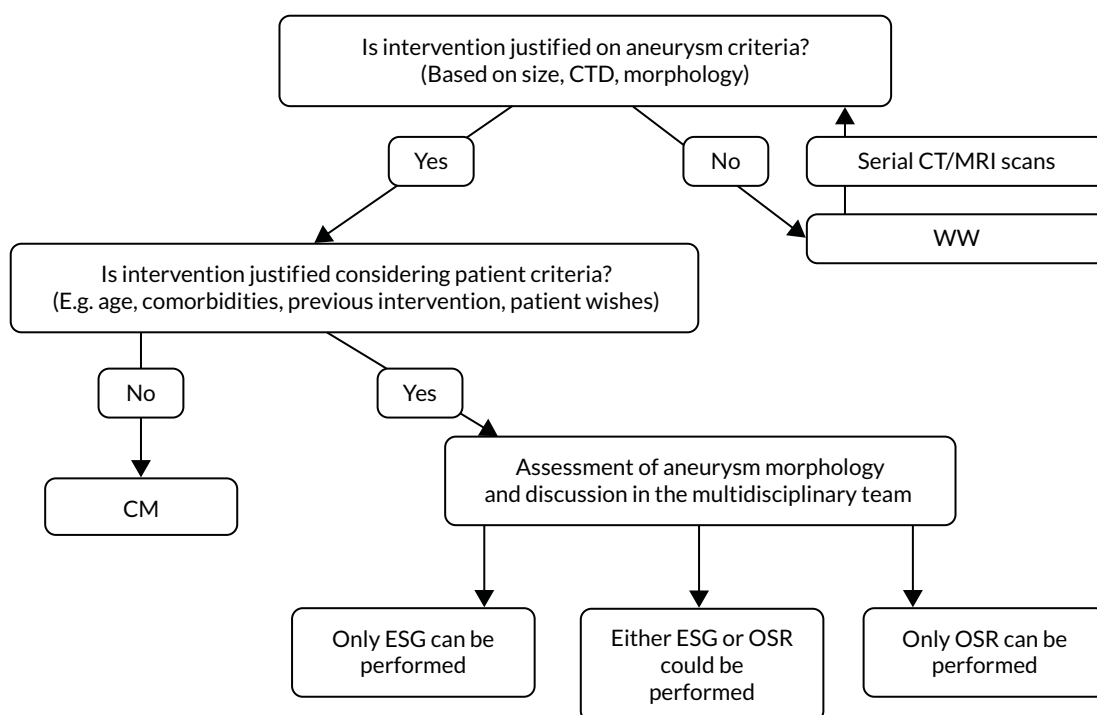 Is intervention justified on aneurysm criteria?
(Based on size, CTD, morphology)
Yes
No
Serial CT/MRI scans
WW
Is intervention justified considering patient criteria?
(E.g. age, comorbidities, previous intervention, patient wishes)
No
Yes
CM
Assessment of aneurysm morphology
and discussion in the multidisciplinary team
Only ESG can be
performed
Either ESG or OSR
could be
performed
Only OSR can be
performed